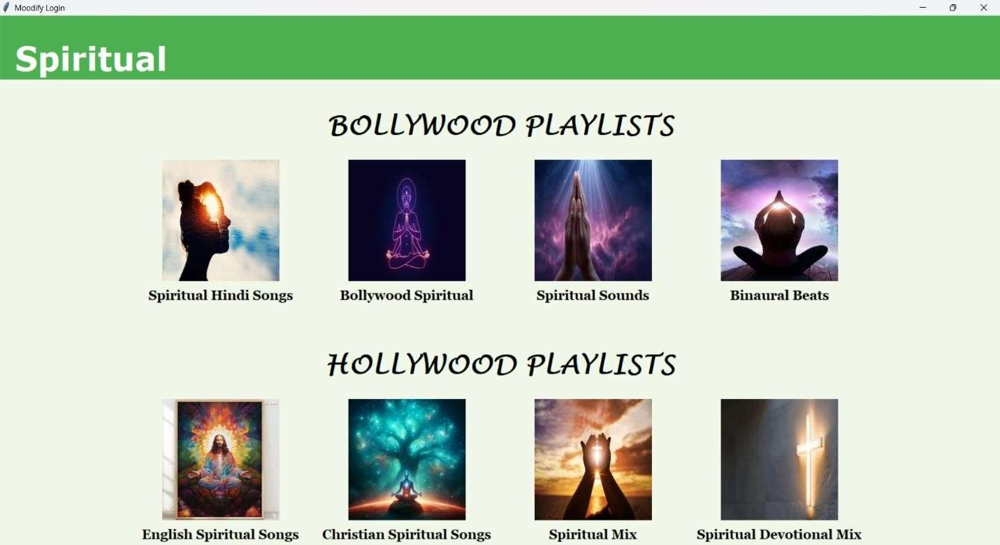 Moodify Login
Spiritual
BOLLYWOOD PLAYLISTS
Spiritual Hindi Songs
Bollywood Spiritual
Spiritual Sounds
Binaural Beats
HOLLYWOOD PLAYLISTS
English Spiritual Songs
Christian Spiritual Songs
Spiritual Mix
Spiritual Devotional Mix